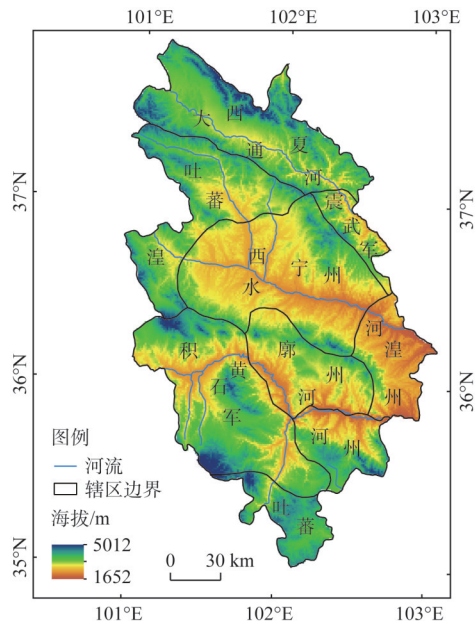 101°E 102°E 103°E
37°N
36°N
35°N
37°N
36°N
35°N
大通河
西夏
吐蕃
震武军
西宁州
湟水河
湟州
廓州
积石军
黄河
河州
吐蕃
图例
河流
辖区边界
海拔/m
5012
1652
0 30 km
101°E 102°E 103°E